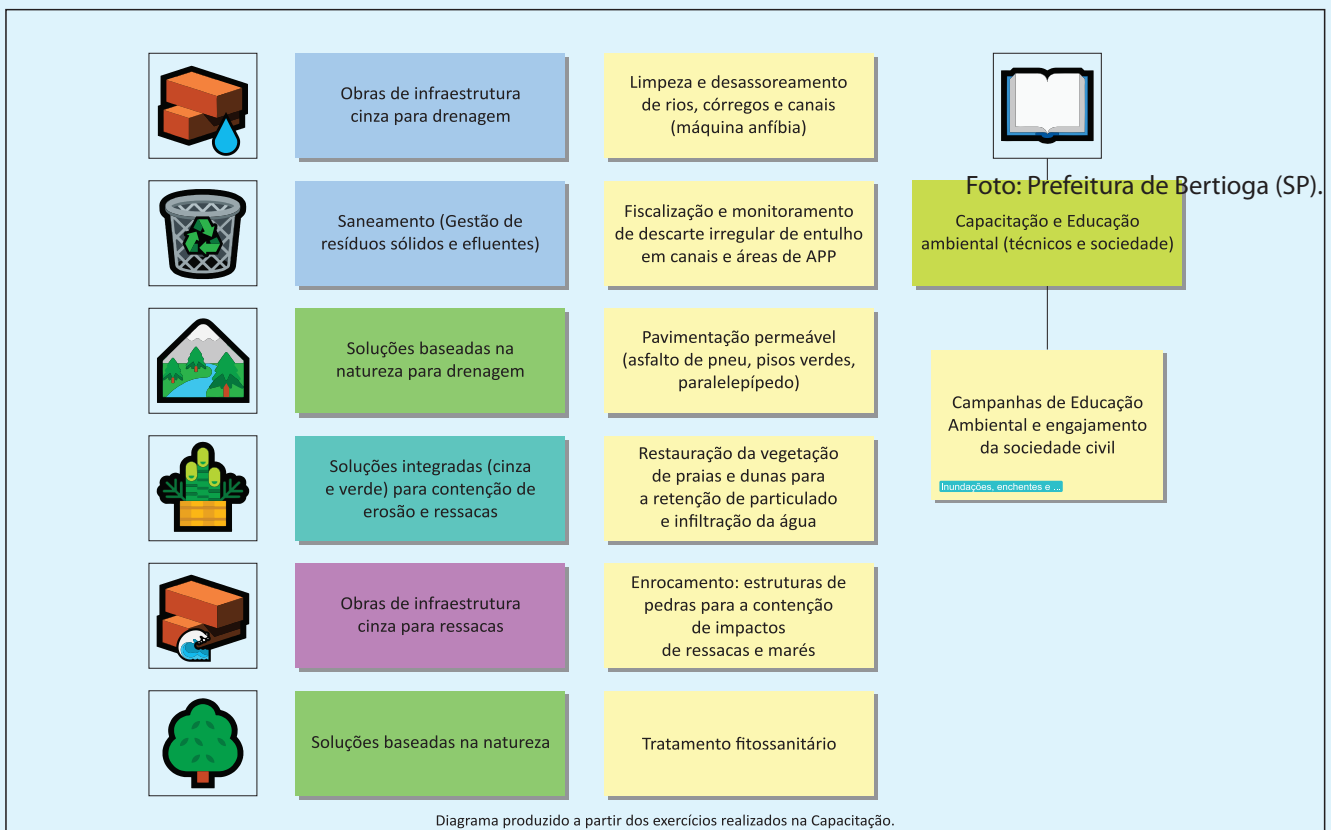 Obras de infraestrutura
cinza para drenagem
Limpeza e desassoreamento
de rios, córregos e canais
(máquina anfíbia)
Saneamento (Gestão de
resíduos sólidos e efluentes)
Fiscalização e monitoramento
de descarte irregular de entulho
em canais e áreas de APP
Soluções baseadas na
natureza para drenagem
Pavimentação permeável
(asfalto de pneu, pisos verdes,
paralelepípedo)
Soluções integradas (cinza
e verde) para contenção de
erosão e ressacas
Restauração da vegetação
de praias e dunas para
a retenção de particulado
e infiltração da água
Obras de infraestrutura
cinza para ressacas
Enrocamento: estruturas de
pedras para a contenção
de impactos
de ressacas e marés
Soluções baseadas na natureza
Tratamento fitossanitário
Foto: Prefeitura de Bertioga (SP).
Capacitação e Educação
ambiental (técnicos e sociedade)
Campanhas de Educação
Ambiental e engajamento
da sociedade civil
Inundações, enchentes e ...
Diagrama produzido a partir dos exercícios realizados na Capacitação.